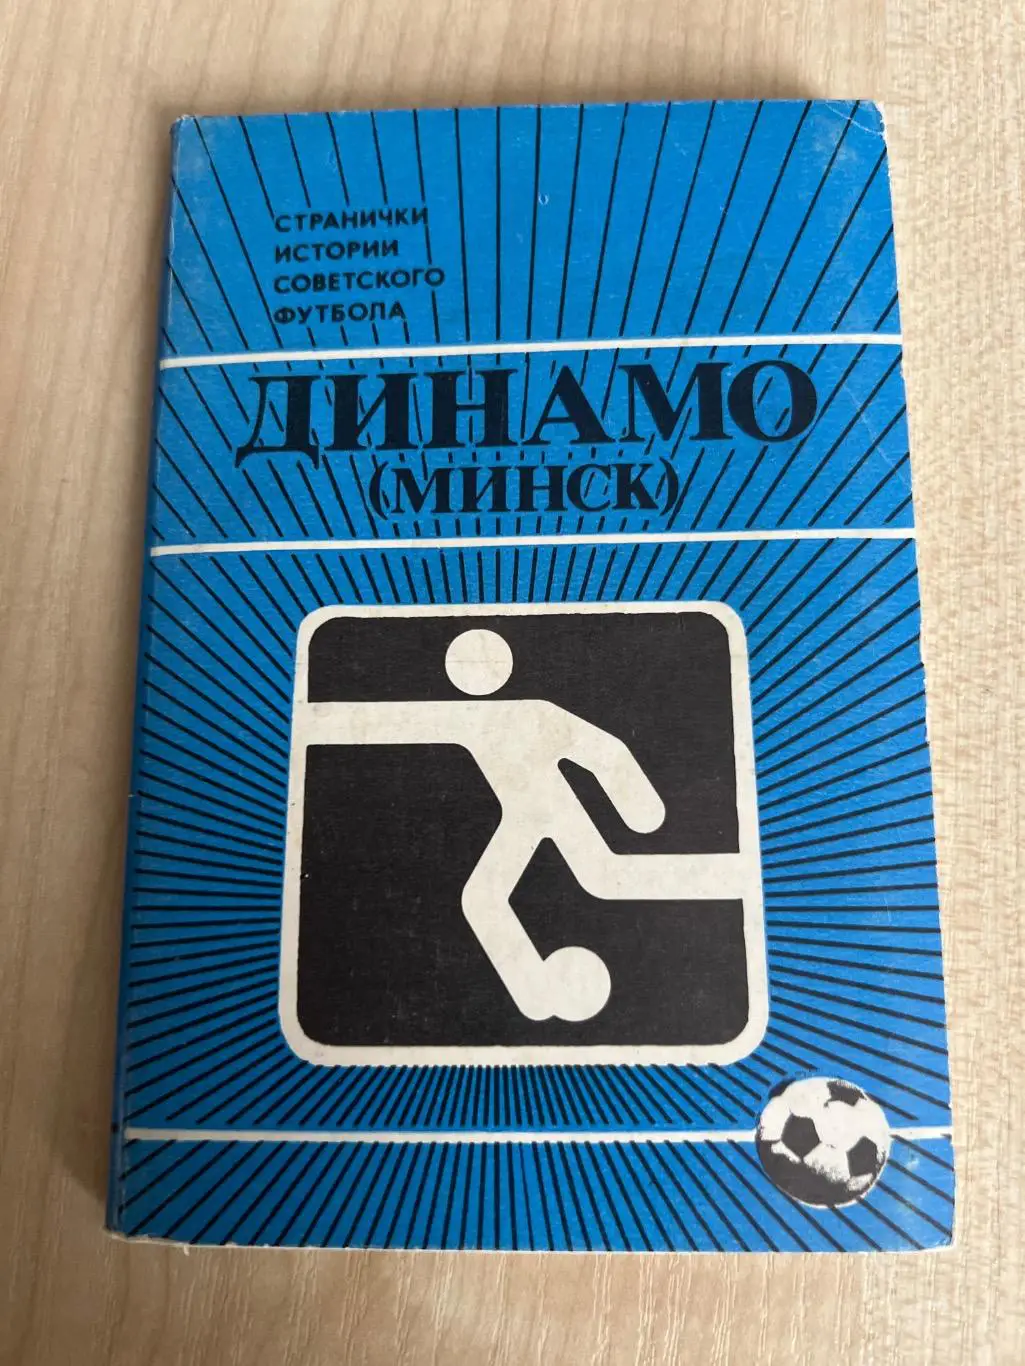 СТРАНИЧКИ
ИСТОРИИ
СОВЕТСКОГО
ФУТБОЛА
ДИНАМО
(МИНСК)